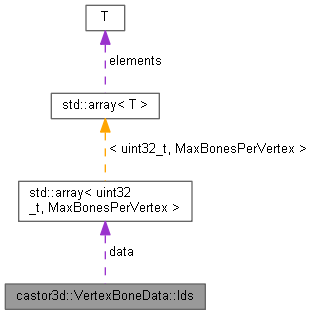 T
elements
std::array< T >
< uint32_t, MaxBonesPerVertex >
std::array< uint32
_t, MaxBonesPerVertex >
data
castor3d::VertexBoneData::Ids